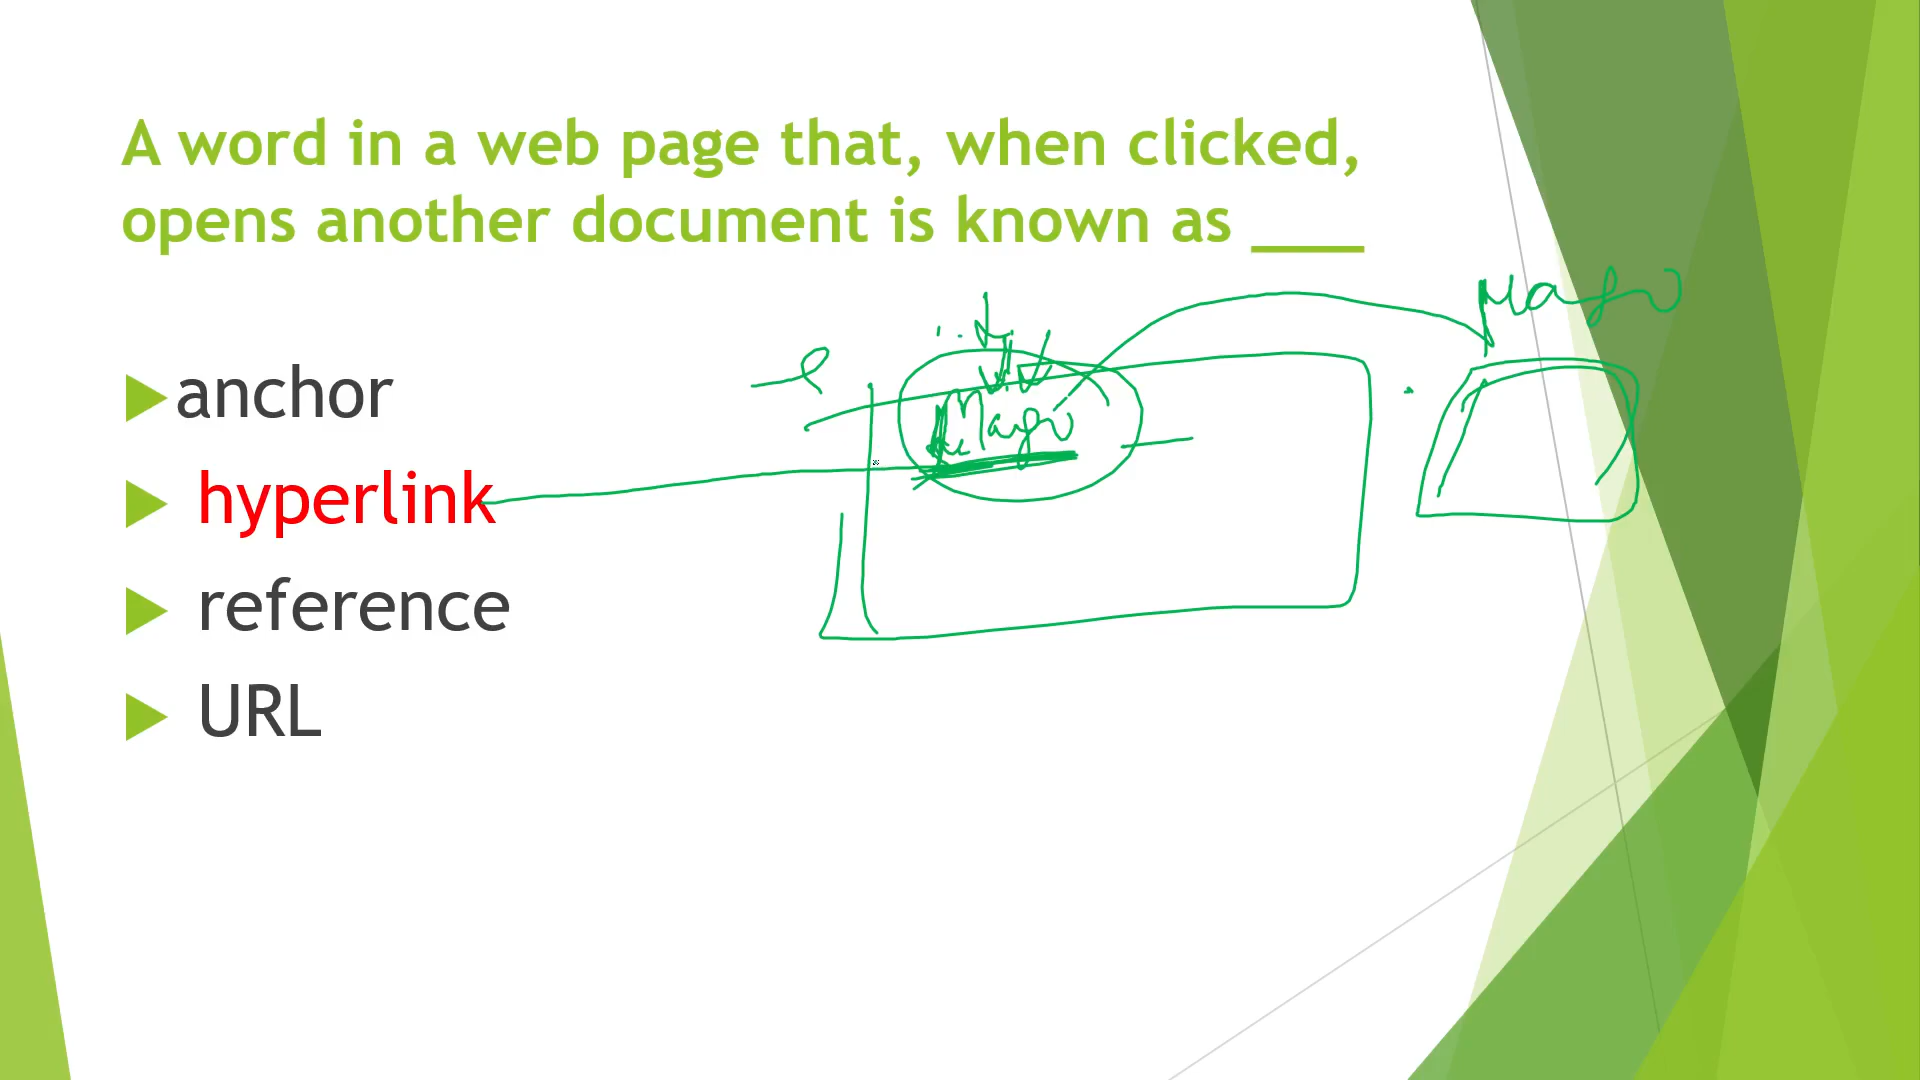 A word in a web page that, when clicked,
opens another document is known as ____
anchor
hyperlink
reference
URL